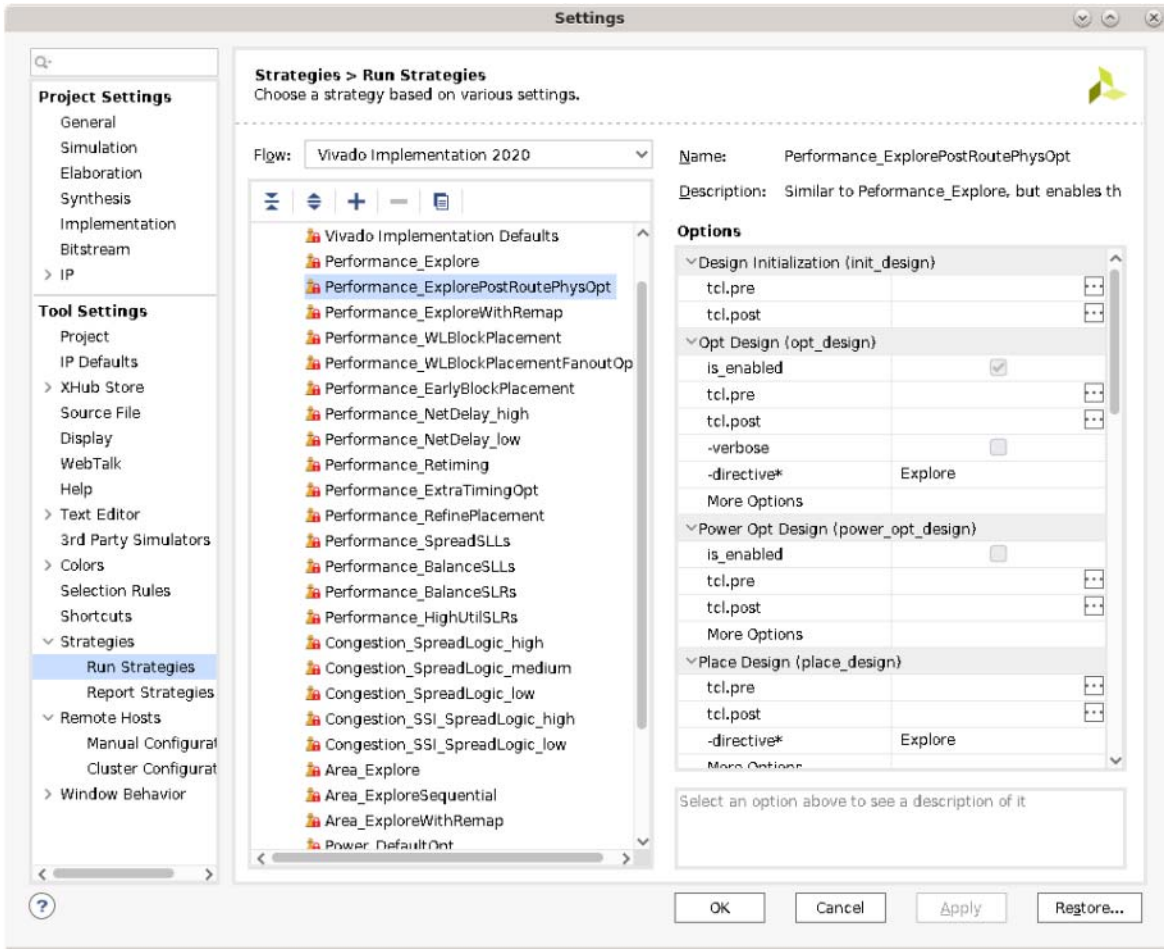 Settings
Project Settings
General
Simulation
Elaboration
Synthesis
Implementation
Bitstream
IP
Tool Settings
Project
IP Defaults
XHub Store
Source File
Display
WebTalk
Help
Text Editor
3rd Party Simulators
Colors
Selection Rules
Shortcuts
Strategies
Run Strategies
Report Strategies
Remote Hosts
Manual Configurat
Cluster Configurat
Window Behavior
Strategies > Run Strategies
Choose a strategy based on various settings.
Flow: Vivado Implementation 2020
Vivado Implementation Defaults
Performance_Explore
Performance_ExplorePostRoutePhysOpt
Performance_ExploreWithRemap
Performance_WLBlockPlacement
Performance_WLBlockPlacementFanoutOp
Performance_EarlyBlockPlacement
Performance_NetDelay_high
Performance_NetDelay_low
Performance_Retiming
Performance_ExtraTimingOpt
Performance_RefinePlacement
Performance_SpreadSLLs
Performance_BalanceSLLs
Performance_BalanceSLRs
Performance_HighUtilSLRs
Congestion_SpreadLogic_high
Congestion_SpreadLogic_medium
Congestion_SpreadLogic_low
Congestion_SSI_SpreadLogic_high
Congestion_SSI_SpreadLogic_low
Area_Explore
Area_ExploreSequential
Area_ExploreWithRemap
Power_DefaultOpt
Name: Performance_ExplorePostRoutePhysOpt
Description: Similar to Peformance_Explore, but enables th
Options
Design Initialization (init_design)
tcl.pre
tcl.post
Opt Design (opt_design)
is_enabled
tcl.pre
tcl.post
-verbose
-directive* Explore
More Options
Power Opt Design (power_opt_design)
is_enabled
tcl.pre
tcl.post
More Options
Place Design (place_design)
tcl.pre
tcl.post
-directive* Explore
More Options
Select an option above to see a description of it
? OK Cancel Apply Restore...